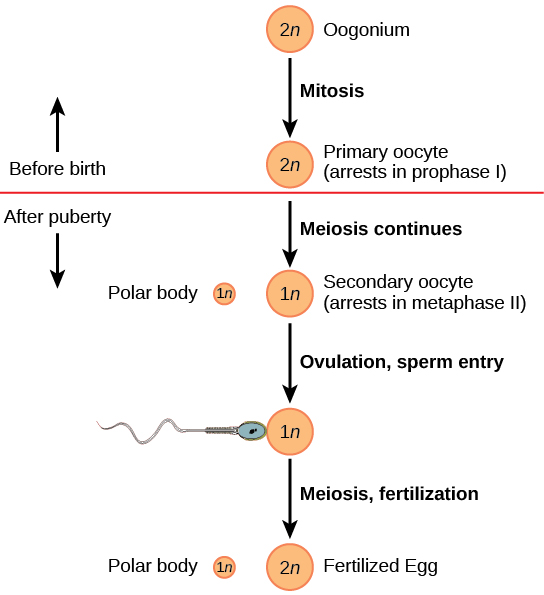 2n Oogonium
Mitosis
2n Primary oocyte
(arrests in prophase I)
Before birth
After puberty
Meiosis continues
Polar body 1n 1n Secondary oocyte
(arrests in metaphase II)
Ovulation, sperm entry
1n
Meiosis, fertilization
Polar body 1n 2n Fertilized Egg